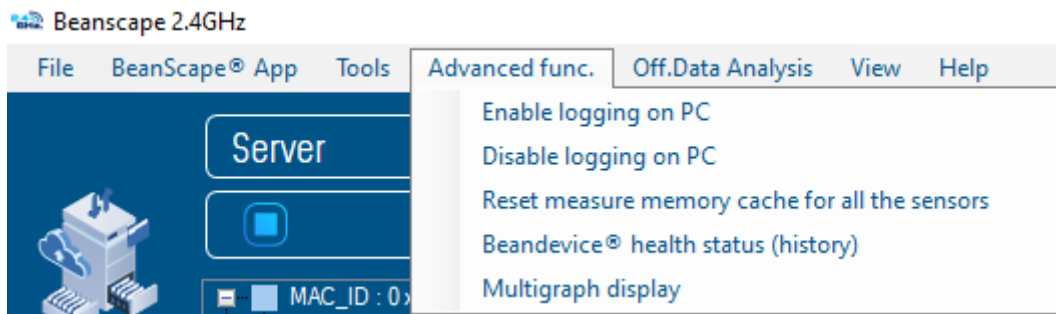 Beanscape 2.4GHz
File BeanScape® App Tools Advanced func. Off.Data Analysis View Help
Enable logging on PC
Server
Disable logging on PC
Reset measure memory cache for all the sensors
Beandevice® health status (history)
Multigraph display
MAC_ID : 0x